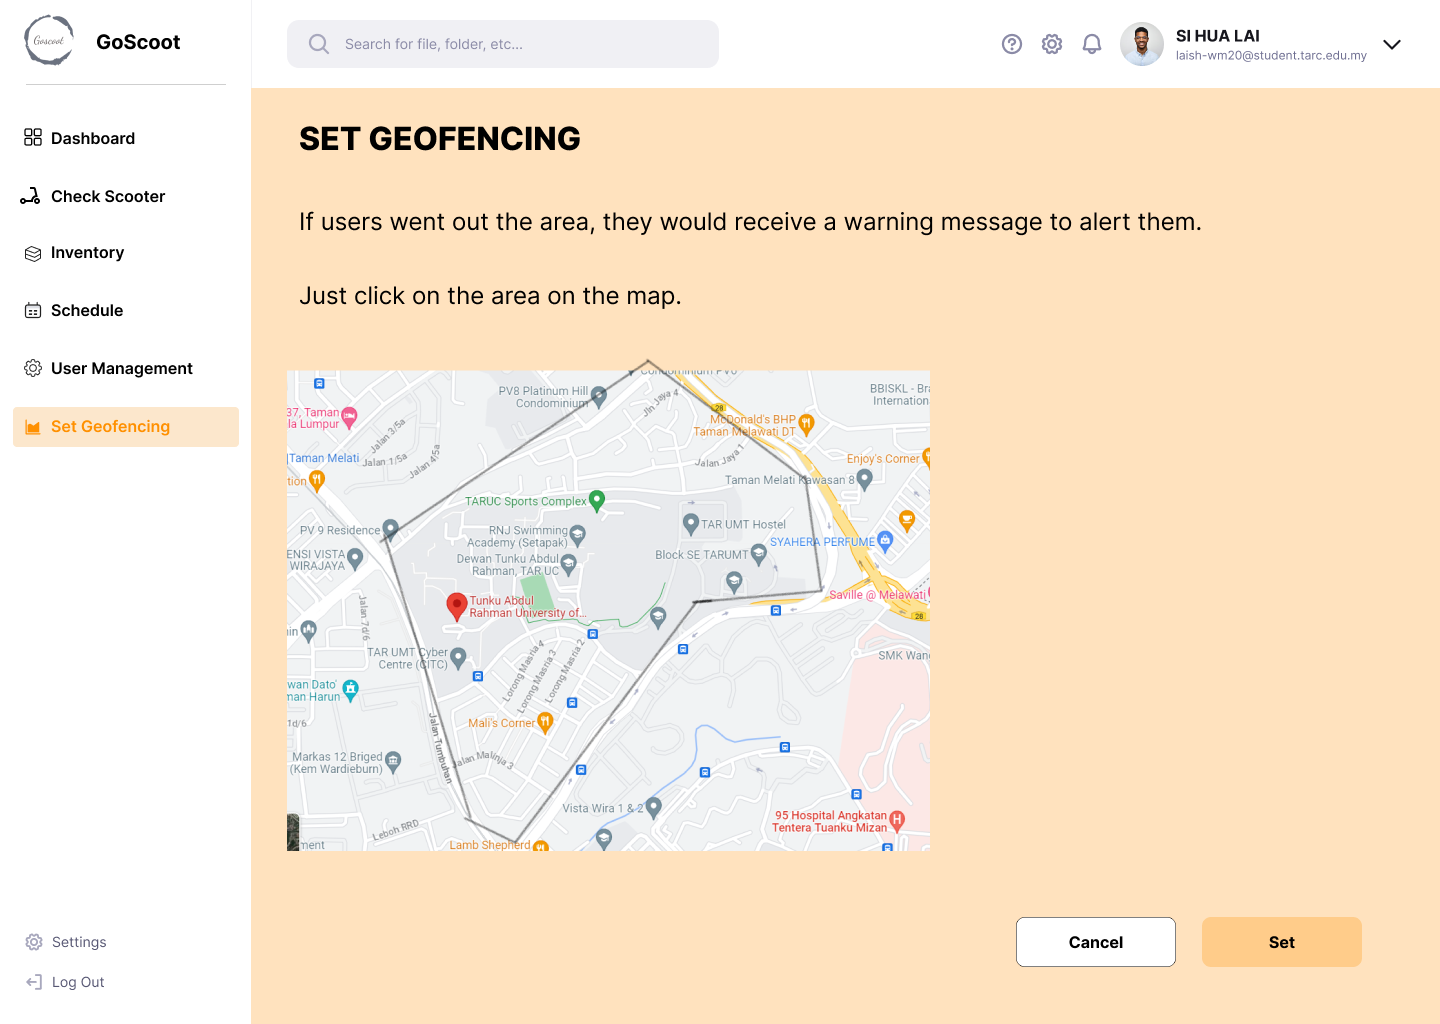 Goscoot
GoScoot
Search for file, folder, etc...
SI HUA LAI
laish-wm20@student.tarc.edu.my
Dashboard
Check Scooter
Inventory
Schedule
User Management
Set Geofencing
Settings
Log Out
SET GEOFENCING
If users went out the area, they would receive a warning message to alert them.
Just click on the area on the map.
Condominium PV6
PV8 Platinum Hill
Condominium
Jln Jaya 4
BBISKL - Bra
Internation
28
37, Taman
la Lumpur
McDonald's BHP
Taman Melawati DT
Jalan 3/5a
Jalan 1/5a
Jalan 4/5a
Taman Melati
tion
Jalan Jaya 1
Enjoy's Corner
Taman Melati Kawasan 8
TARUC Sports Complex
PV 9 Residence
RNJ Swimming
Academy (Setapak)
TAR UMT Hostel
SYAHERA PERFUME
ENSI VISTA
WIRAJAYA
Dewan Tunku Abdul
Rahman, TAR UC
Block SE TARUMT
Tunku Abdul
Rahman University of...
Saville @ Melawati
28
Jalan 7d/6
TAR UMT Cyber
Centre (CITC)
Lorong Masria 4
Lorong Masria 3
Lorong Masria 2
SMK Wan
wan Dato'
man Harun
1d/6
Jalan Tumbuhan
Mali's Corner
Jalan Malinja 3
Markas 12 Briged
(Kem Wardieburn)
Vista Wira 1 & 2
95 Hospital Angkatan
Tentera Tuanku Mizan
H
Leboh RRD
ment
Lamb Shepherd
Cancel
Set